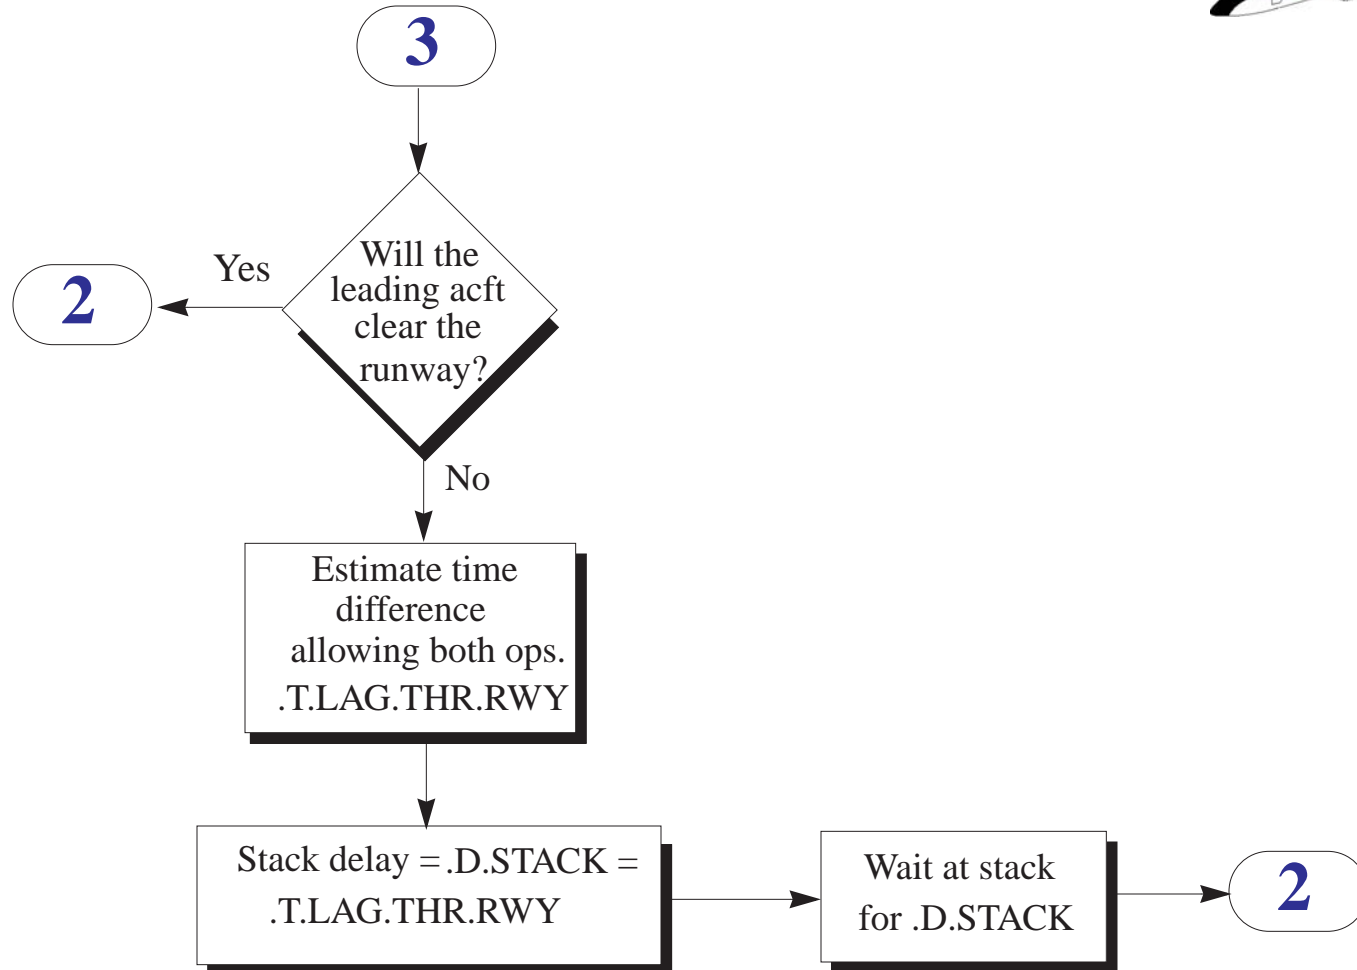 3
Will the
leading acft
clear the
runway?
Yes
2
No
Estimate time
difference
allowing both ops.
.T.LAG.THR.RWY
Stack delay = .D.STACK =
.T.LAG.THR.RWY
Wait at stack
for .D.STACK
2